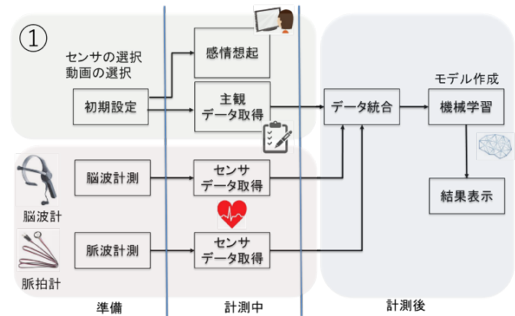 ①
センサの選択
動画の選択
初期設定
感情想起
主観
データ取得
データ統合
モデル作成
機械学習
結果表示
脳波計
脳波計測
センサ
データ取得
脈拍計
脈波計測
センサ
データ取得
準備
計測中
計測後